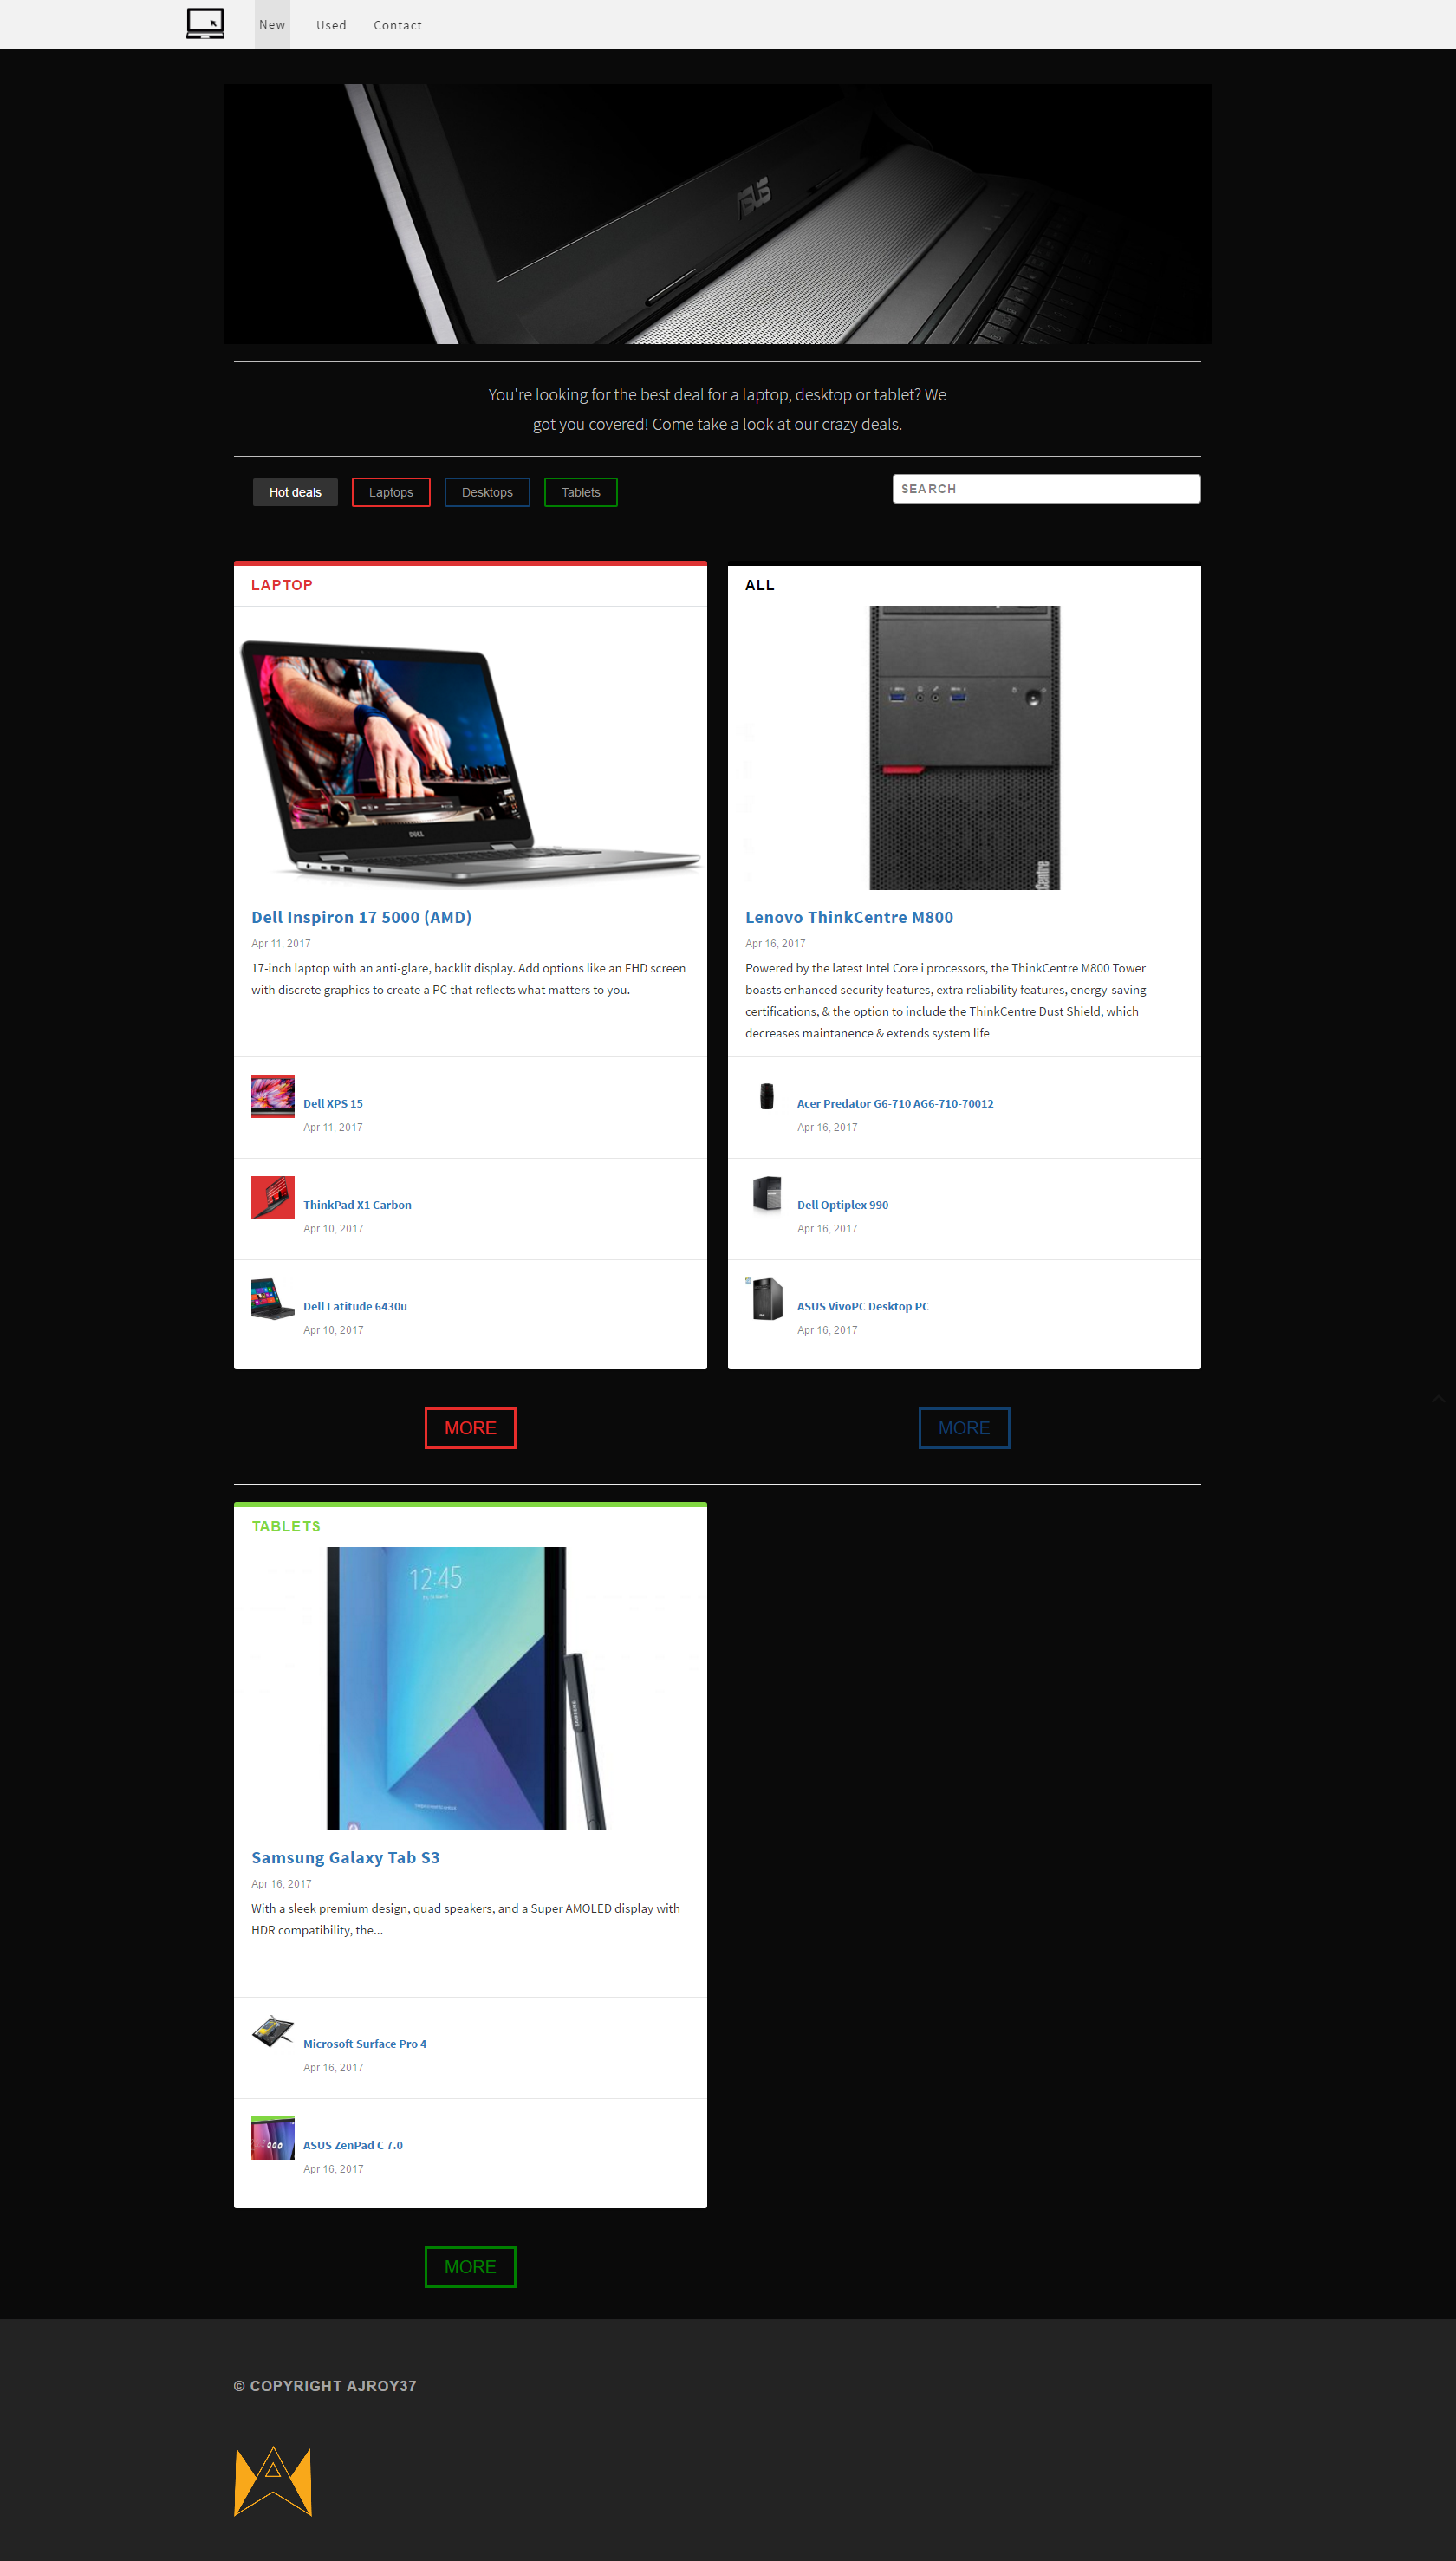 New
Used
Contact
ASUS
You're looking for the best deal for a laptop, desktop or tablet? We
got you covered! Come take a look at our crazy deals.
Hot deals
Laptops
Desktops
Tablets
SEARCH
LAPTOP
DELL
Dell Inspiron 17 5000 (AMD)
Apr 11, 2017
17-inch laptop with an anti-glare, backlit display. Add options like an FHD screen
with discrete graphics to create a PC that reflects what matters to you.
Dell XPS 15
Apr 11, 2017
ThinkPad X1 Carbon
Apr 10, 2017
Dell Latitude 6430u
Apr 10, 2017
MORE
ALL
Centre
Lenovo ThinkCentre M800
Apr 16, 2017
Powered by the latest Intel Core i processors, the ThinkCentre M800 Tower
boasts enhanced security features, extra reliability features, energy-saving
certifications, & the option to include the ThinkCentre Dust Shield, which
decreases maintanence & extends system life
Acer Predator G6-710 AG6-710-70012
Apr 16, 2017
Dell Optiplex 990
Apr 16, 2017
ASUS VivoPC Desktop PC
Apr 16, 2017
MORE
TABLETS
12:45
SAMSUNG
Samsung Galaxy Tab S3
Apr 16, 2017
With a sleek premium design, quad speakers, and a Super AMOLED display with
HDR compatibility, the...
Microsoft Surface Pro 4
Apr 16, 2017
ASUS ZenPad C 7.0
Apr 16, 2017
MORE
© COPYRIGHT AJROY37